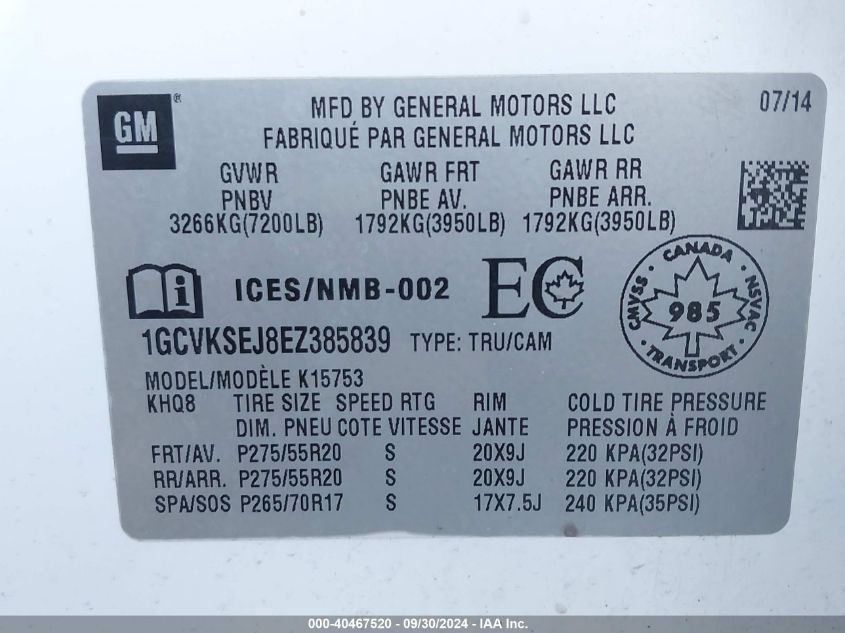 GM®
MFD BY GENERAL MOTORS LLC 07/14
FABRIQUÉ PAR GENERAL MOTORS LLC
GVWR GAWR FRT GAWR RR
PNBV PNBE AV. PNBE ARR.
3266KG(7200LB) 1792KG(3950LB) 1792KG(3950LB)
i ICES/NMB-002 EC
CANADA
CMVSS 985 NSVAC
TRANSPORT
1GCVKSEJ8EZ385839 TYPE: TRU/CAM
MODEL/MODÈLE K15753
KHQ8 TIRE SIZE SPEED RTG RIM COLD TIRE PRESSURE
DIM. PNEU COTE VITESSE JANTE PRESSION À FROID
FRT/AV. P275/55R20 S 20X9J 220 KPA(32PSI)
RR/ARR. P275/55R20 S 20X9J 220 KPA(32PSI)
SPA/SOS P265/70R17 S 17X7.5J 240 KPA(35PSI)
000-40467520 / 09/30/2024 - IAA Inc.